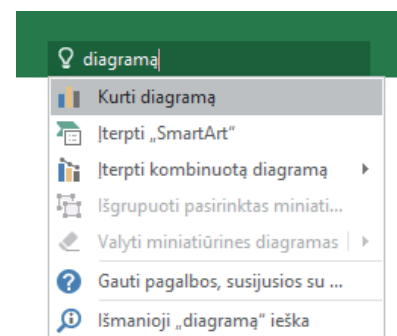 diagramą
Kurti diagramą
Įterpti „SmartArt“
Įterpti kombinuotą diagramą
Išgrupuoti pasirinktas miniati...
Valyti miniatiūrines diagramas
Gauti pagalbos, susijusios su ...
Išmanioji „diagramą“ ieška